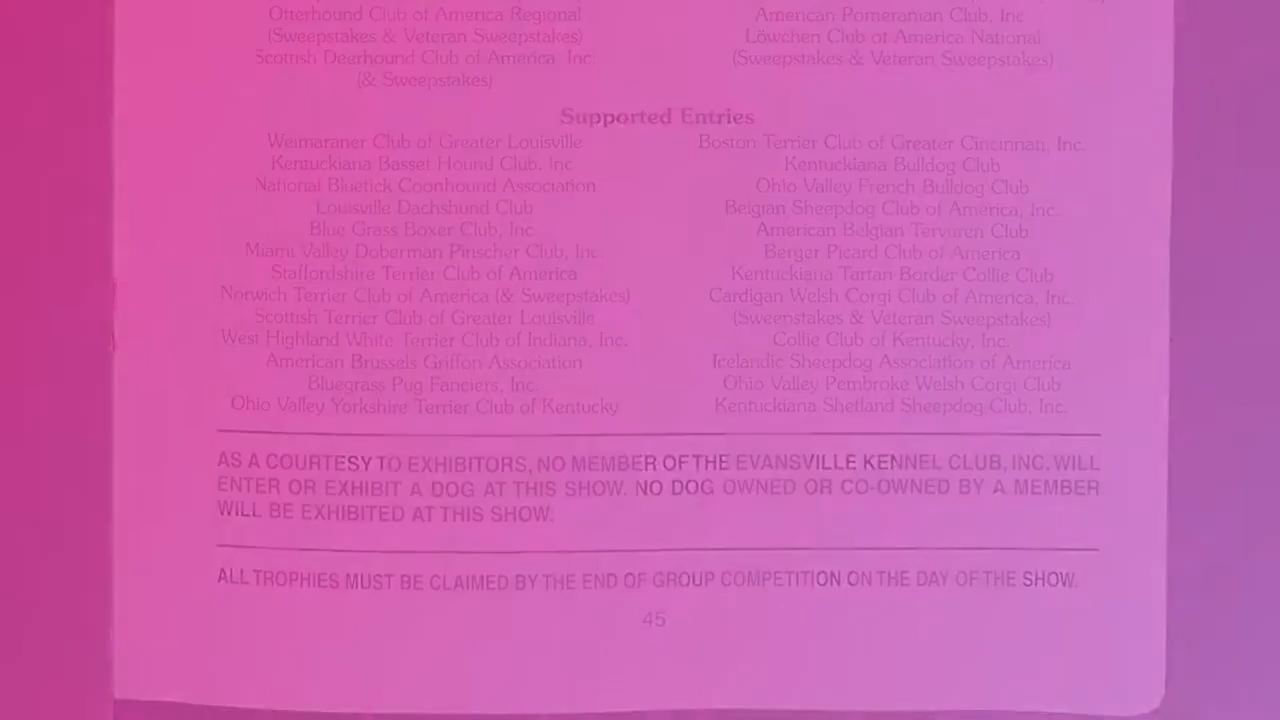 Otterhound Club of America Regional
(Sweepstakes & Veteran Sweepstakes)
Scottish Deerhound Club of America, Inc.
(& Sweepstakes)
American Pomeranian Club, Inc
Löwchen Club of America National
(Sweepstakes & Veteran Sweepstakes)
Supported Entries
Weimaraner Club of Greater Louisville
Kentuckiana Basset Hound Club, Inc
National Bluetick Coonhound Association
Louisville Dachshund Club
Blue Grass Boxer Club, Inc.
Miami Valley Doberman Pinscher Club, Inc.
Staffordshire Terrier Club of America
Norwich Terrier Club of America (& Sweepstakes)
Scottish Terrier Club of Greater Louisville
West Highland White Terrier Club of Indiana, Inc.
American Brussels Griffon Association
Bluegrass Pug Fanciers, Inc.
Ohio Valley Yorkshire Terrier Club of Kentucky
Boston Terrier Club of Greater Cincinnati, Inc.
Kentuckiana Bulldog Club
Ohio Valley French Bulldog Club
Belgian Sheepdog Club of America, Inc.
American Belgian Tervuren Club
Berger Picard Club of America
Kentuckiana Tartan Border Collie Club
Cardigan Welsh Corgi Club of America, Inc.
(Sweepstakes & Veteran Sweepstakes)
Collie Club of Kentucky, Inc.
Icelandic Sheepdog Association of America
Ohio Valley Pembroke Welsh Corgi Club
Kentuckiana Shetland Sheepdog Club, Inc.
AS A COURTESY TO EXHIBITORS, NO MEMBER OF THE EVANSVILLE KENNEL CLUB, INC. WILL
ENTER OR EXHIBIT A DOG AT THIS SHOW. NO DOG OWNED OR CO-OWNED BY A MEMBER
WILL BE EXHIBITED AT THIS SHOW.
ALL TROPHIES MUST BE CLAIMED BY THE END OF GROUP COMPETITION ON THE DAY OF THE SHOW.
45